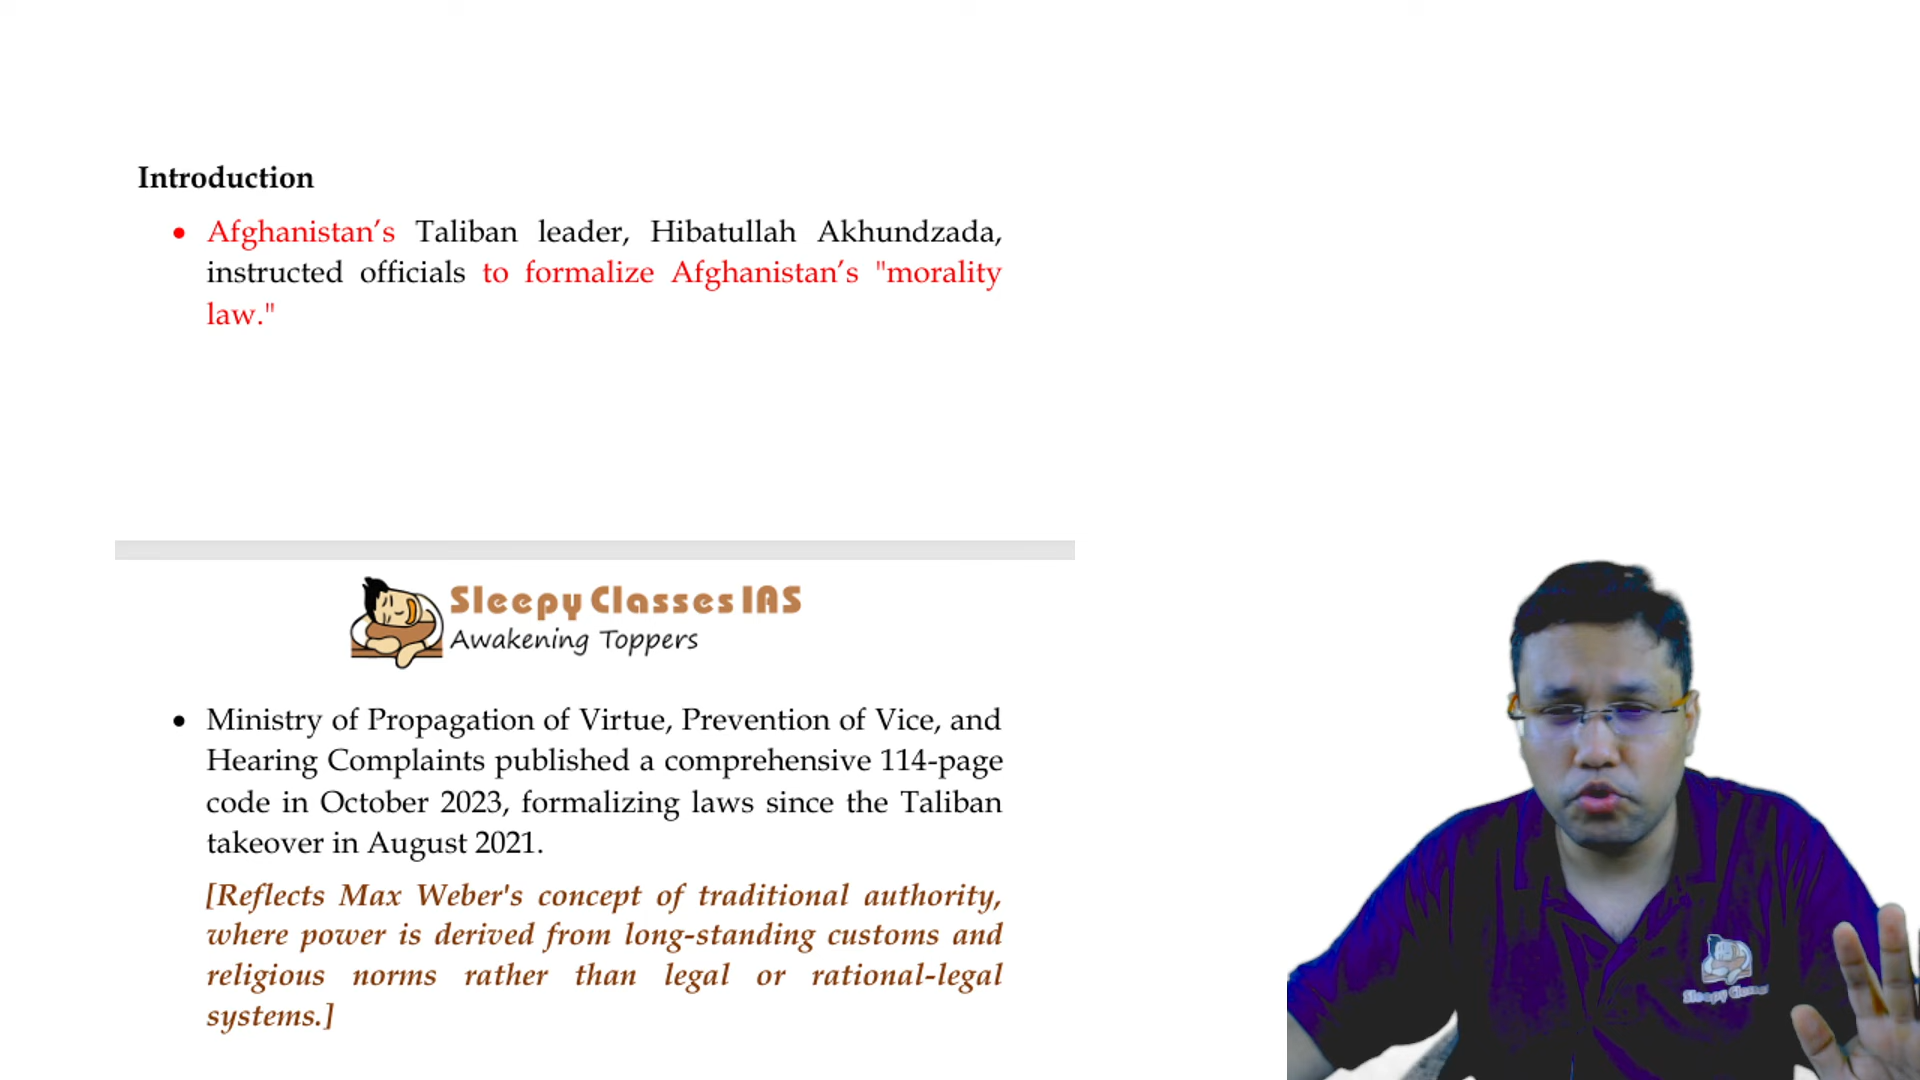 Introduction
• Afghanistan’s Taliban leader, Hibatullah Akhundzada,
instructed officials to formalize Afghanistan’s "morality
law."
Sleepy Classes IAS
Awakening Toppers
• Ministry of Propagation of Virtue, Prevention of Vice, and
Hearing Complaints published a comprehensive 114-page
code in October 2023, formalizing laws since the Taliban
takeover in August 2021.
[Reflects Max Weber's concept of traditional authority,
where power is derived from long-standing customs and
religious norms rather than legal or rational-legal
systems.]
Sleepy Classes